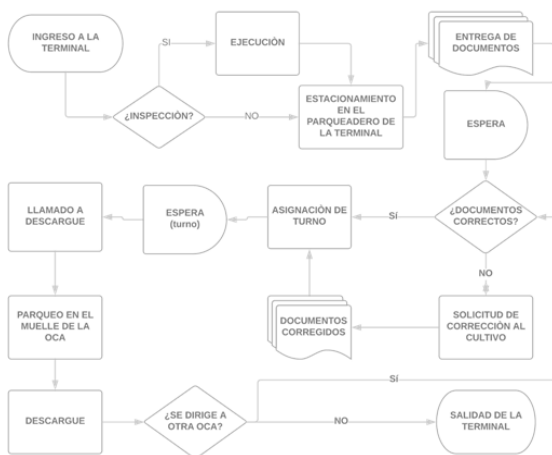 INGRESO A LA
TERMINAL
SI
EJECUCIÓN
ENTREGA DE
DOCUMENTOS
¿INSPECCIÓN?
NO
ESTACIONAMIENTO
EN EL
PARQUEADERO DE
LA TERMINAL
ESPERA
LLAMADO A
DESCARGUE
ESPERA
(turno)
ASIGNACIÓN DE
TURNO
Sí
¿DOCUMENTOS
CORRECTOS?
NO
PARQUEO EN EL
MUELLE DE LA
OCA
DOCUMENTOS
CORREGIDOS
SOLICITUD DE
CORRECCIÓN AL
CULTIVO
Sí
DESCARGUE
¿SE DIRIGE A
OTRA OCA?
NO
SALIDAD DE LA
TERMINAL